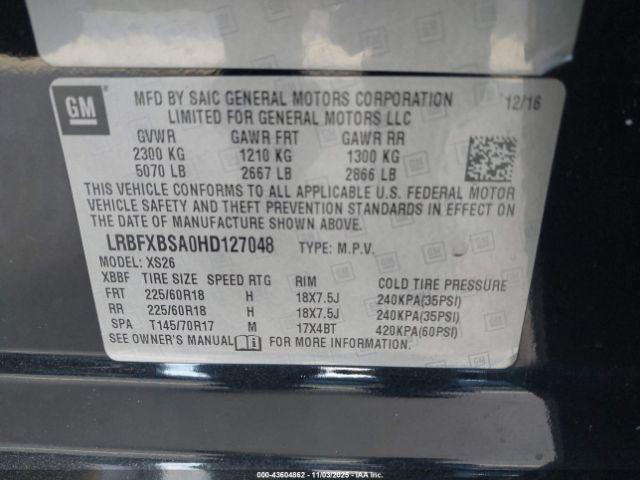 GM
MFD BY SAIC GENERAL MOTORS CORPORATION 12/16
LIMITED FOR GENERAL MOTORS LLC
GVWR GAWR FRT GAWR RR
2300 KG 1210 KG 1300 KG
5070 LB 2667 LB 2866 LB
THIS VEHICLE CONFORMS TO ALL APPLICABLE U.S. FEDERAL MOTOR
VEHICLE SAFETY AND THEFT PREVENTION STANDARDS IN EFFECT ON
THE DATE OF MANUFACTURE SHOWN ABOVE.
LRBFXBSA0HD127048 TYPE: M.P.V.
MODEL: XS26
XBBF TIRE SIZE SPEED RTG RIM COLD TIRE PRESSURE
FRT 225/60R18 H 18X7.5J 240KPA(35PSI)
RR 225/60R18 H 18X7.5J 240KPA(35PSI)
SPA T145/70R17 M 17X4BT 420KPA(60PSI)
SEE OWNER'S MANUAL FOR MORE INFORMATION.
000-43604862 - 11/03/2025 - IAAI.com